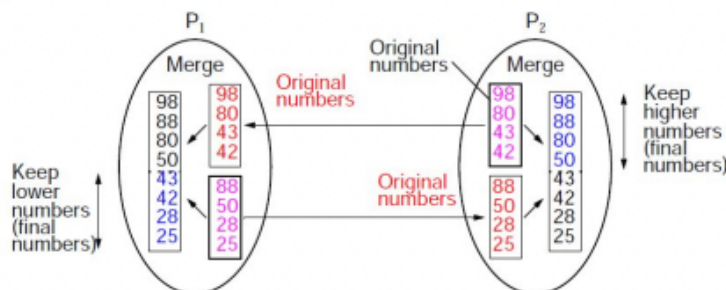 P1
Merge
98
88
80
50
43
42
28
25
98
80
43
42
88
50
28
25
Keep
lower
numbers
(final
numbers)
Original
numbers
Original
numbers
Original
numbers
P2
Merge
98
80
43
42
88
50
28
25
98
88
80
50
43
42
28
25
Keep
higher
numbers
(final
numbers)